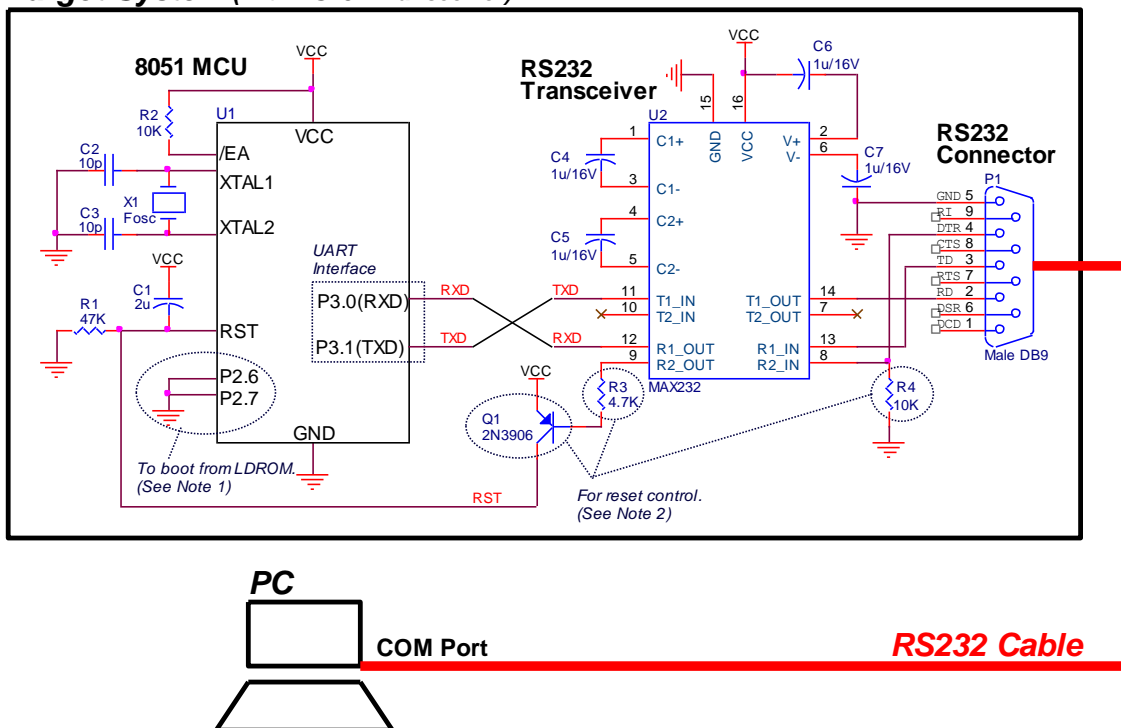 VCC
8051 MCU
R2
10K
U1
VCC
/EA
C2
10p
XTAL1
X1
Fosc
C3
10p
XTAL2
VCC
C1
2u
R1
47K
RST
P2.6
P2.7
GND
To boot from LDROM.
(See Note 1)
UART
Interface
P3.0(RXD)
P3.1(TXD)
RXD
TXD
TXD
RXD
RST
VCC
Q1
2N3906
R3
4.7K
For reset control.
(See Note 2)
R4
10K
RS232
Transceiver
VCC
C6
1u/16V
15
16
U2
GND
VCC
1 C1+
C4
1u/16V
3 C1-
4 C2+
C5
1u/16V
5 C2-
V+ 2
V- 6
C7
1u/16V
11 T1_IN
10 T2_IN
12 R1_OUT
9 R2_OUT
T1_OUT 14
T2_OUT 7
R1_IN 13
R2_IN 8
MAX232
RS232
Connector
P1
GND 5
RI 9
DTR 4
CTS 8
TD 3
RTS 7
RD 2
DSR 6
DCD 1
Male DB9
PC
COM Port
RS232 Cable